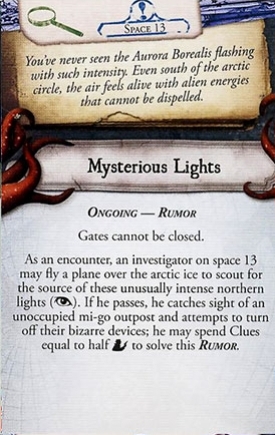 SPACE 13
You've never seen the Aurora Borealis flashing
with such intensity. Even south of the arctic
circle, the air feels alive with alien energies
that cannot be dispelled.
Mysterious Lights
ONGOING — RUMOR
Gates cannot be closed.
As an encounter, an investigator on space 13
may fly a plane over the arctic ice to scout for
the source of these unusually intense northern
lights (). If he passes, he catches sight of an
unoccupied mi-go outpost and attempts to turn
off their bizarre devices; he may spend Clues
equal to half to solve this RUMOR.